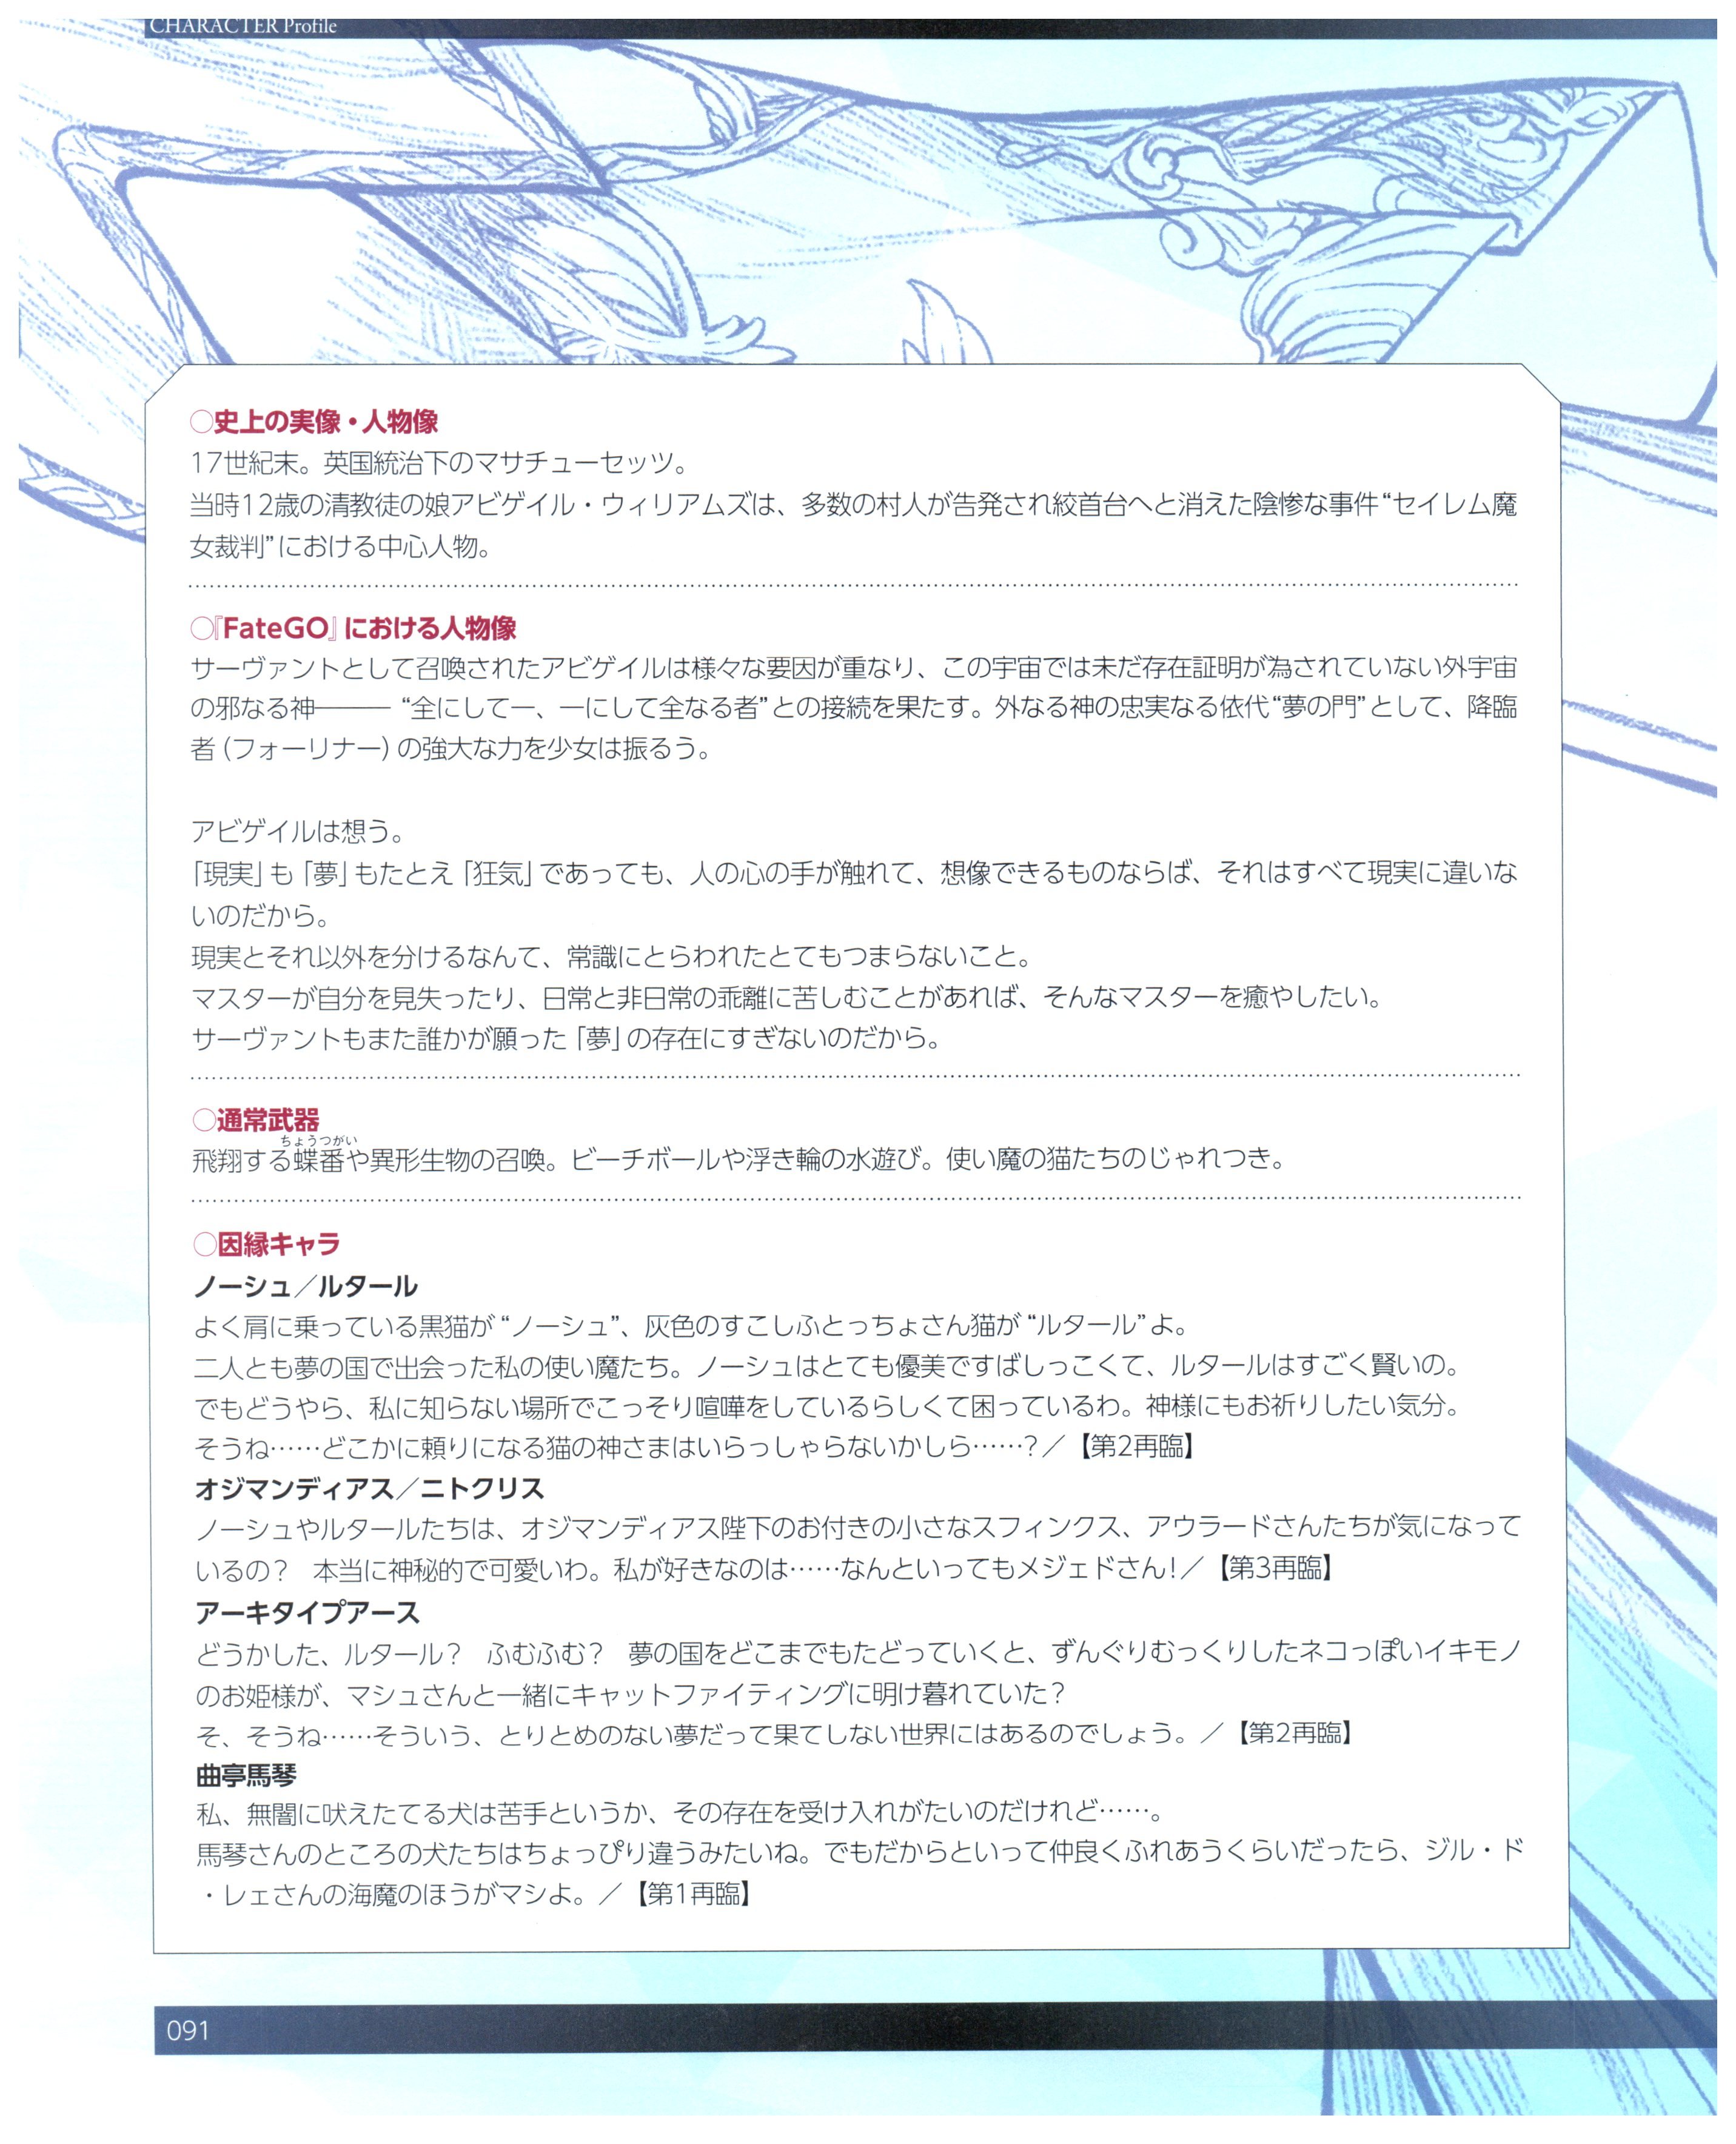 CHARACTER Profile
○史上の実像・人物像
17世紀末。英国統治下のマサチューセッツ。
当時12歳の清教徒の娘アビゲイル・ウィリアムズは、多数の村人が告発され絞首台へと消えた陰惨な事件“セイレム魔
女裁判”における中心人物。
○『FateGO』における人物像
サーヴァントとして召喚されたアビゲイルは様々な要因が重なり、この宇宙では未だ存在証明が為されていない外宇宙
の邪なる神―――“全にして一、一にして全なる者”との接続を果たす。外なる神の忠実なる依代“夢の門”として、降臨
者（フォーリナー）の強大な力を少女は振るう。
アビゲイルは想う。
「現実」も「夢」もたとえ「狂気」であっても、人の心の手が触れて、想像できるものならば、それはすべて現実に違いな
いのだから。
現実とそれ以外を分けるなんて、常識にとらわれたとてもつまらないこと。
マスターが自分を見失ったり、日常と非日常の乖離に苦しむことがあれば、そんなマスターを癒やしたい。
サーヴァントもまた誰かが願った「夢」の存在にすぎないのだから。
○通常武器
ちょうつがい
飛翔する蝶番や異形生物の召喚。ビーチボールや浮き輪の水遊び。使い魔の猫たちのじゃれつき。
○因縁キャラ
ノーシュ／ルタール
よく肩に乗っている黒猫が“ノーシュ”、灰色のすこしふとっちょさん猫が“ルタール”よ。
二人とも夢の国で出会った私の使い魔たち。ノーシュはとても優美ですばしっこくて、ルタールはすごく賢いの。
でもどうやら、私に知らない場所でこっそり喧嘩をしているらしくて困っているわ。神様にもお祈りしたい気分。
そうね……どこかに頼りになる猫の神さまはいらっしゃらないかしら……？／【第2再臨】
オジマンディアス／ニトクリス
ノーシュやルタールたちは、オジマンディアス陛下のお付きの小さなスフィンクス、アウラードさんたちが気になって
いるの？　本当に神秘的で可愛いわ。私が好きなのは……なんといってもメジェドさん！／【第3再臨】
アーキタイプアース
どうかした、ルタール？　ふむふむ？　夢の国をどこまでもたどっていくと、ずんぐりむっくりしたネコっぽいイキモノ
のお姫様が、マシュさんと一緒にキャットファイティングに明け暮れていた？
そ、そうね……そういう、とりとめのない夢だって果てしない世界にはあるのでしょう。／【第2再臨】
曲亭馬琴
私、無闇に吠えたてる犬は苦手というか、その存在を受け入れがたいのだけれど……。
馬琴さんのところの犬たちはちょっぴり違うみたいね。でもだからといって仲良くふれあうくらいだったら、ジル・ド
・レェさんの海魔のほうがマシよ。／【第1再臨】
091